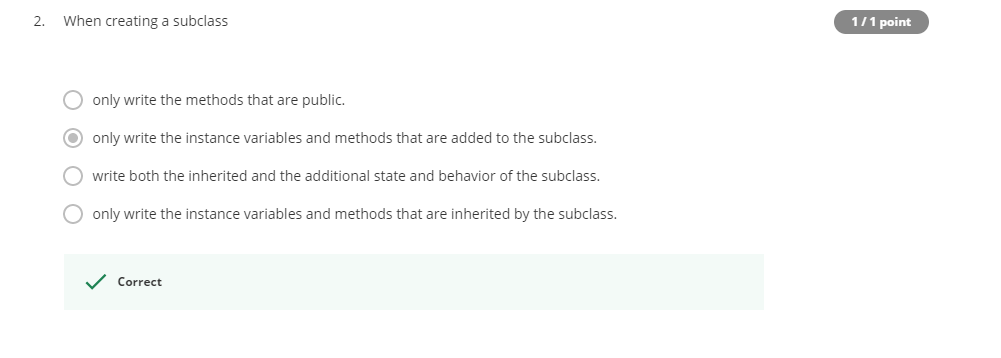 2. When creating a subclass
1 / 1 point
only write the methods that are public.
only write the instance variables and methods that are added to the subclass.
write both the inherited and the additional state and behavior of the subclass.
only write the instance variables and methods that are inherited by the subclass.
Correct